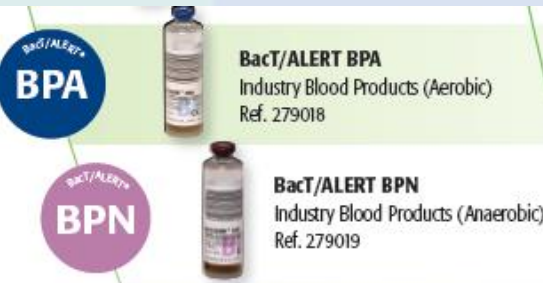 BacT/ALERT®
BPA
BacT/ALERT BPA
Industry Blood Products (Aerobic)
Ref. 279018
BacT/ALERT®
BPN
BacT/ALERT BPN
Industry Blood Products (Anaerobic)
Ref. 279019